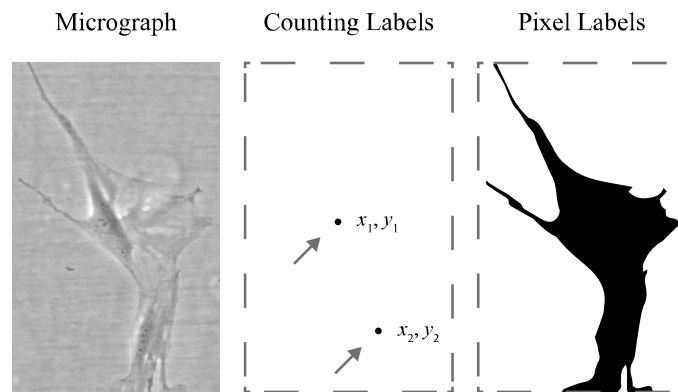 Micrograph
Counting Labels
Pixel Labels
x₁, y₁
x₂, y₂